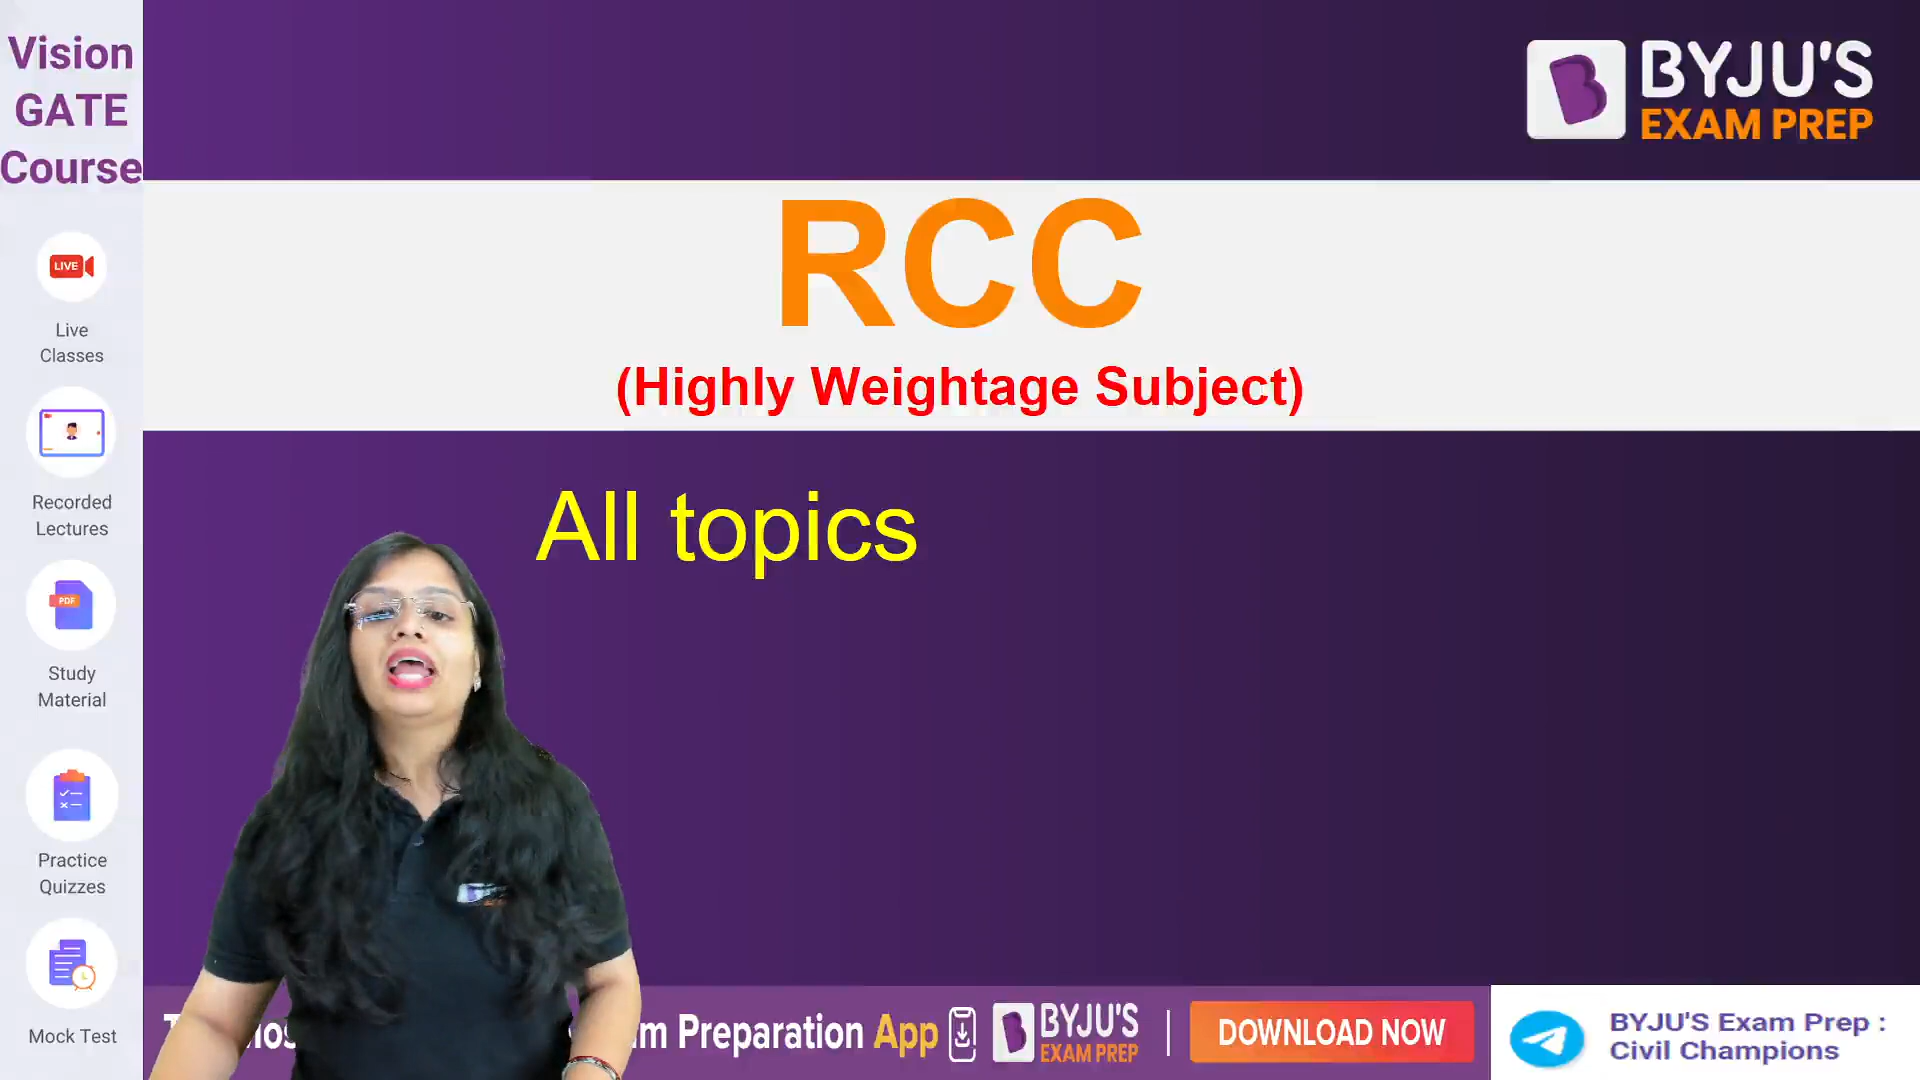 Vision
GATE
Course
LIVE
Live
Classes
Recorded
Lectures
PDF
Study
Material
Practice
Quizzes
Mock Test
BYJU'S
EXAM PREP
RCC
(Highly Weightage Subject)
All topics
Preparation App
BYJU'S
EXAM PREP
DOWNLOAD NOW
BYJU'S Exam Prep :
Civil Champions